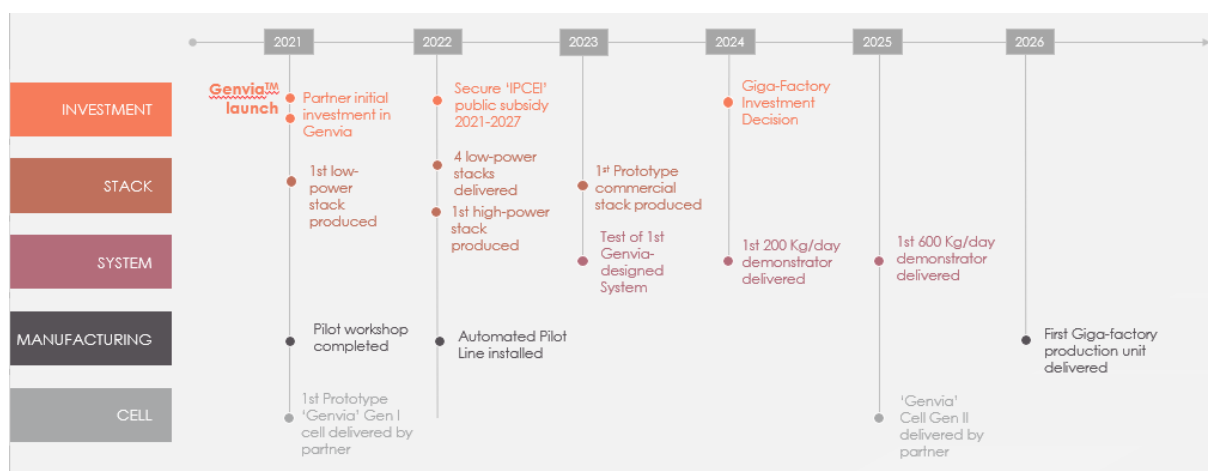 2021
2022
2023
2024
2025
2026
INVESTMENT
Genvia™
launch
Partner initial
investment in
Genvia
Secure ‘IPCEI’
public subsidy
2021-2027
Giga-Factory
Investment
Decision
STACK
1st low-
power
stack
produced
4 low-power
stacks
delivered
1st high-power
stack
produced
1st Prototype
commercial
stack produced
SYSTEM
Test of 1st
Genvia-
designed
System
1st 200 Kg/day
demonstrator
delivered
1st 600 Kg/day
demonstrator
delivered
MANUFACTURING
Pilot workshop
completed
Automated Pilot
Line installed
First Giga-factory
production unit
delivered
CELL
1st Prototype
‘Genvia’ Gen I
cell delivered by
partner
‘Genvia’
Cell Gen II
delivered by
partner